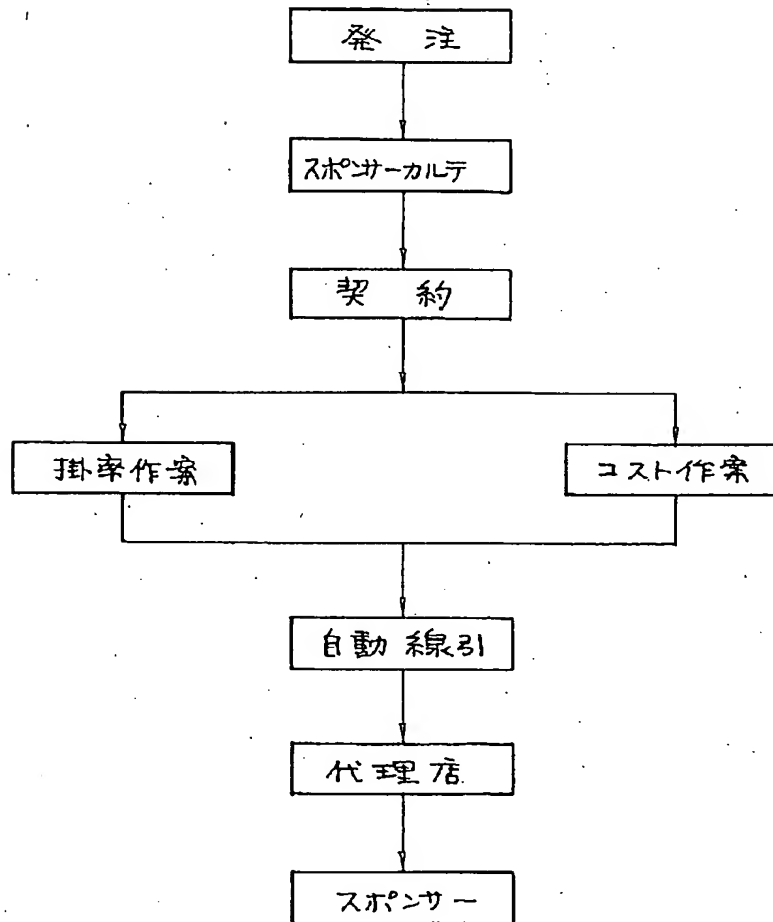 発 注
スポンサーカルテ
契 約
掛率作案
コスト作案
自動線引
代理店
スポンサー